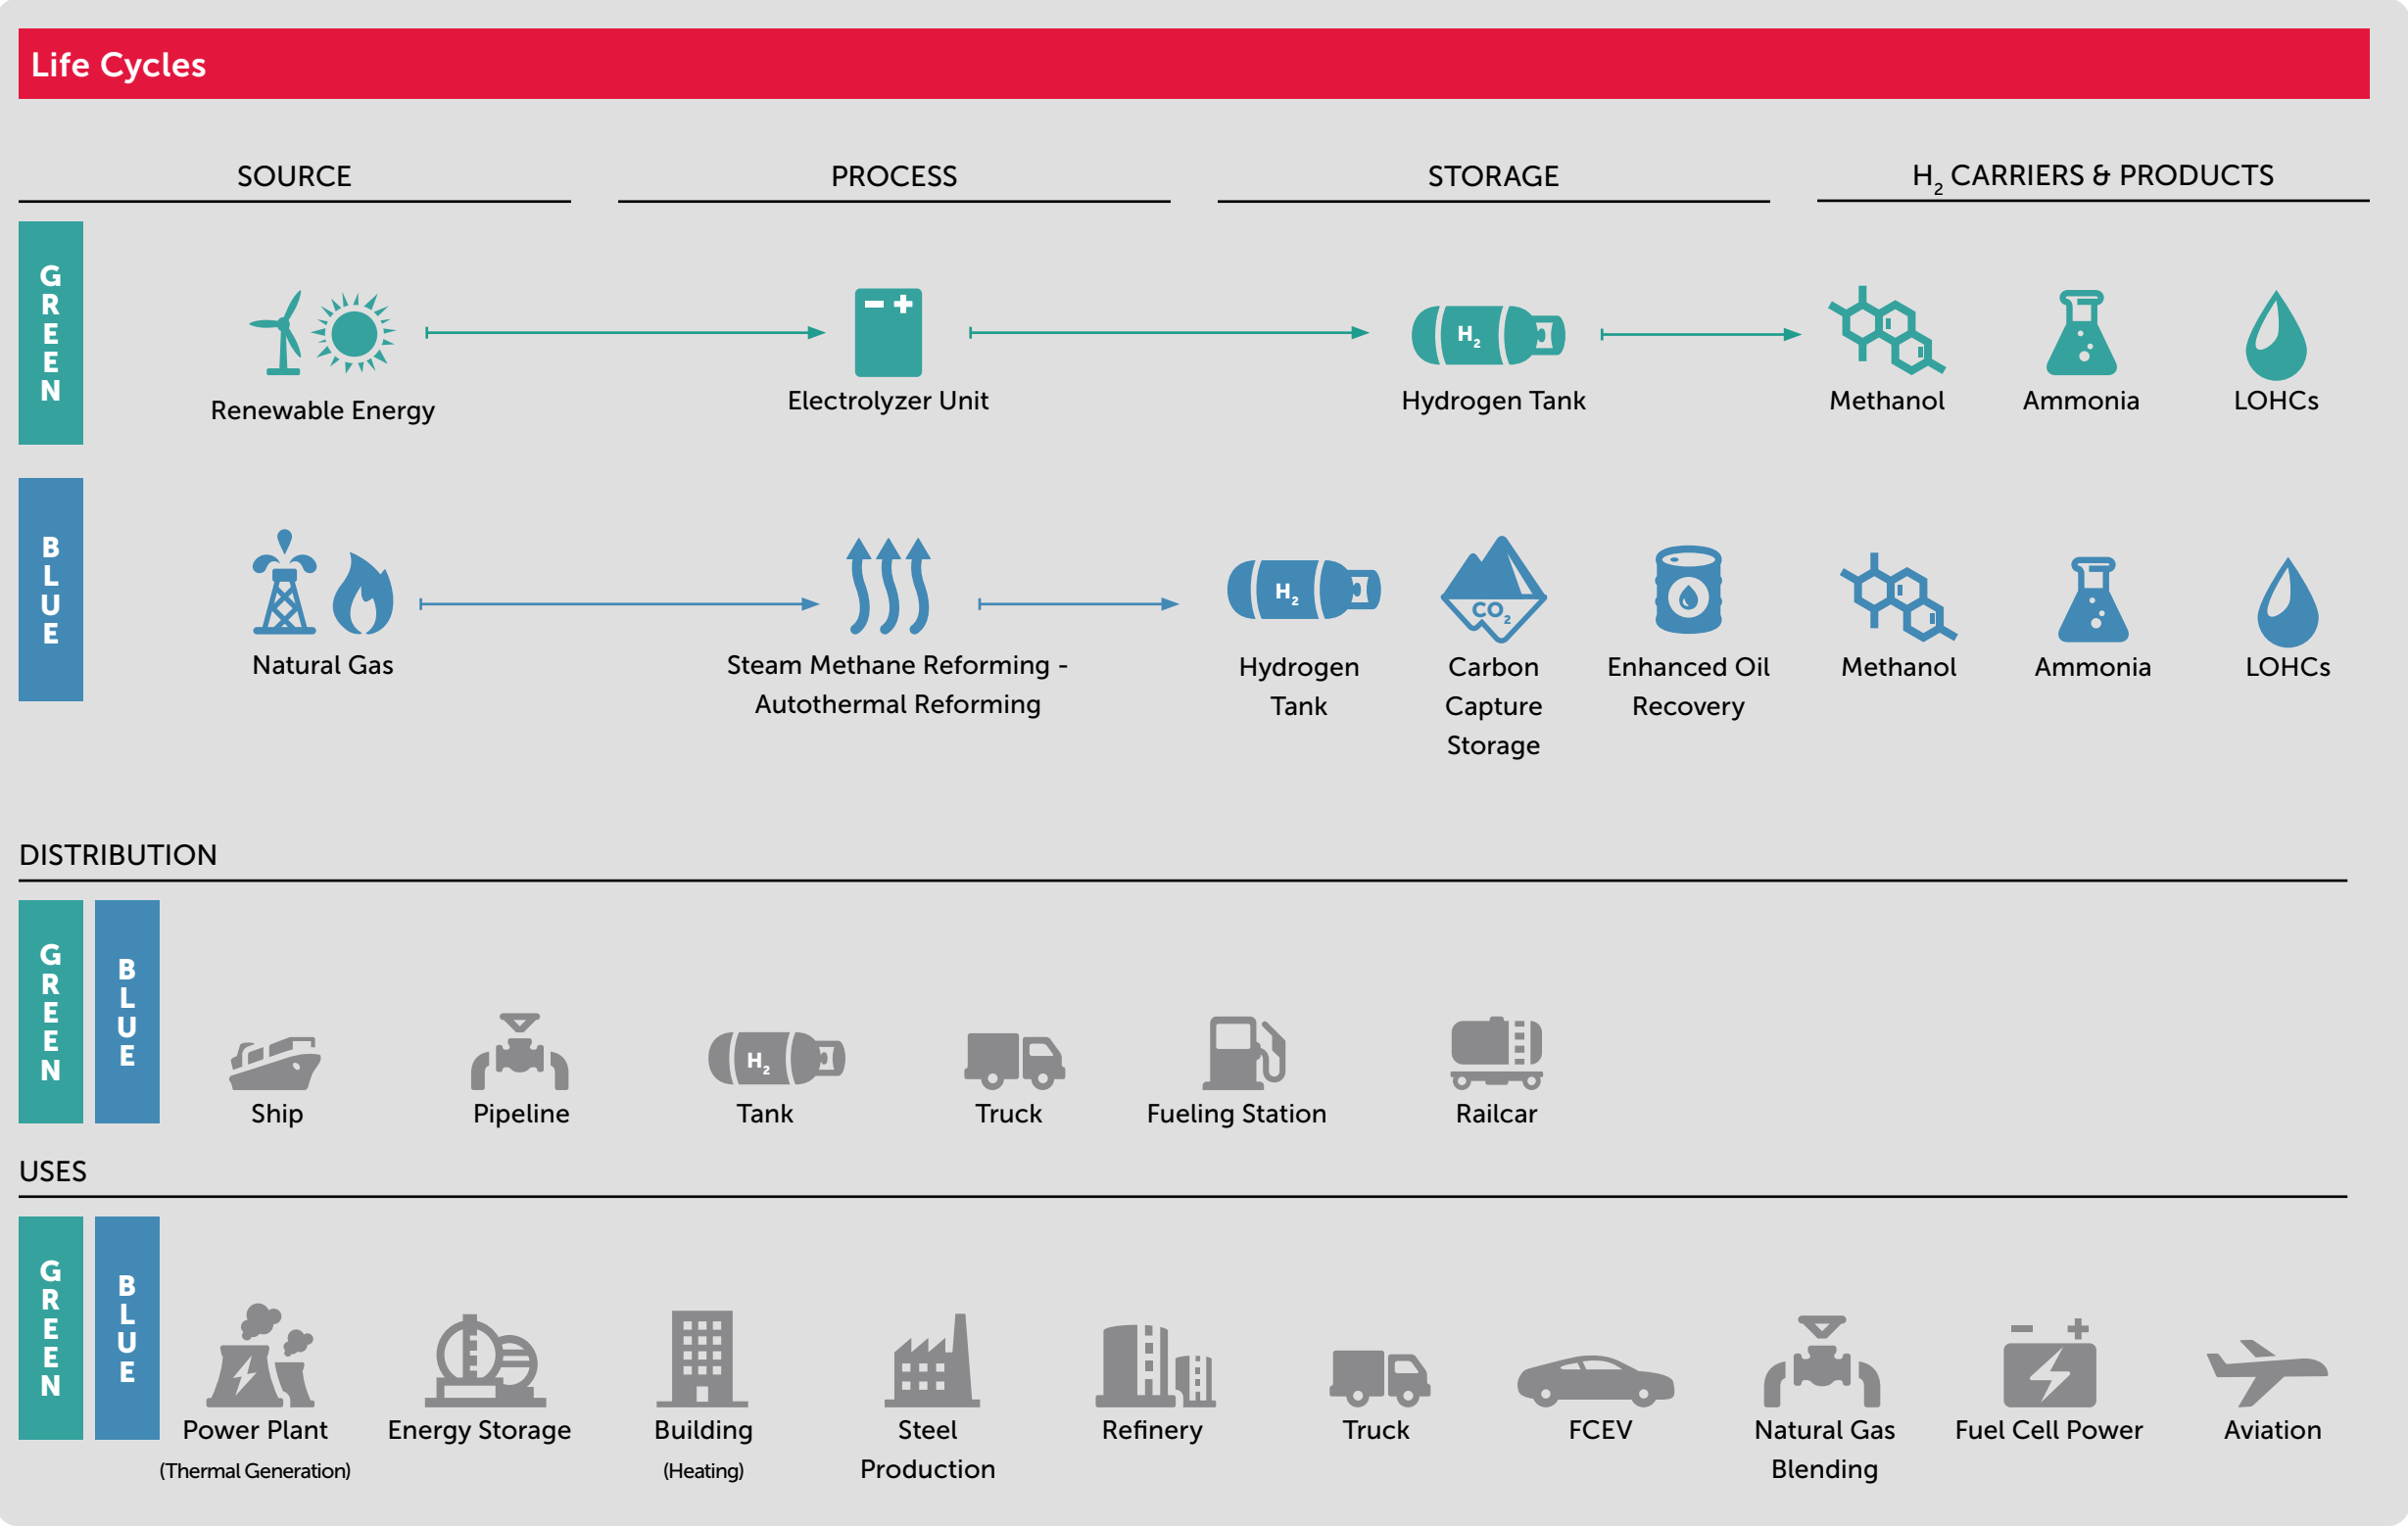 Life Cycles
SOURCE
PROCESS
STORAGE
H2 CARRIERS & PRODUCTS
GREEN
- +
H2
Renewable Energy
Electrolyzer Unit
Hydrogen Tank
Methanol
Ammonia
LOHCs
BLUE
H2
CO2
Natural Gas
Steam Methane Reforming -
Autothermal Reforming
Hydrogen
Tank
Carbon
Capture
Storage
Enhanced Oil
Recovery
Methanol
Ammonia
LOHCs
DISTRIBUTION
GREEN
BLUE
H2
Ship
Pipeline
Tank
Truck
Fueling Station
Railcar
USES
GREEN
BLUE
- +
Power Plant
(Thermal Generation)
Energy Storage
Building
(Heating)
Steel
Production
Refinery
Truck
FCEV
Natural Gas
Blending
Fuel Cell Power
Aviation